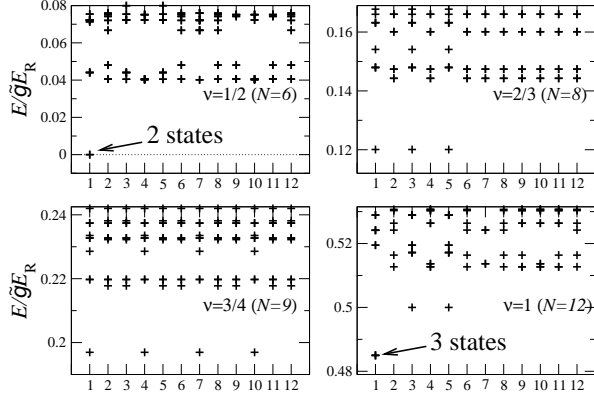 0.08
0.06
0.04
0.02
0
E/g̃E_R
ν=1/2 (N=6)
2 states
1 2 3 4 5 6 7 8 9 10 11 12
0.16
0.14
0.12
ν=2/3 (N=8)
1 2 3 4 5 6 7 8 9 10 11 12
0.24
0.22
0.2
E/g̃E_R
ν=3/4 (N=9)
1 2 3 4 5 6 7 8 9 10 11 12
0.52
0.5
0.48
ν=1 (N=12)
3 states
1 2 3 4 5 6 7 8 9 10 11 12